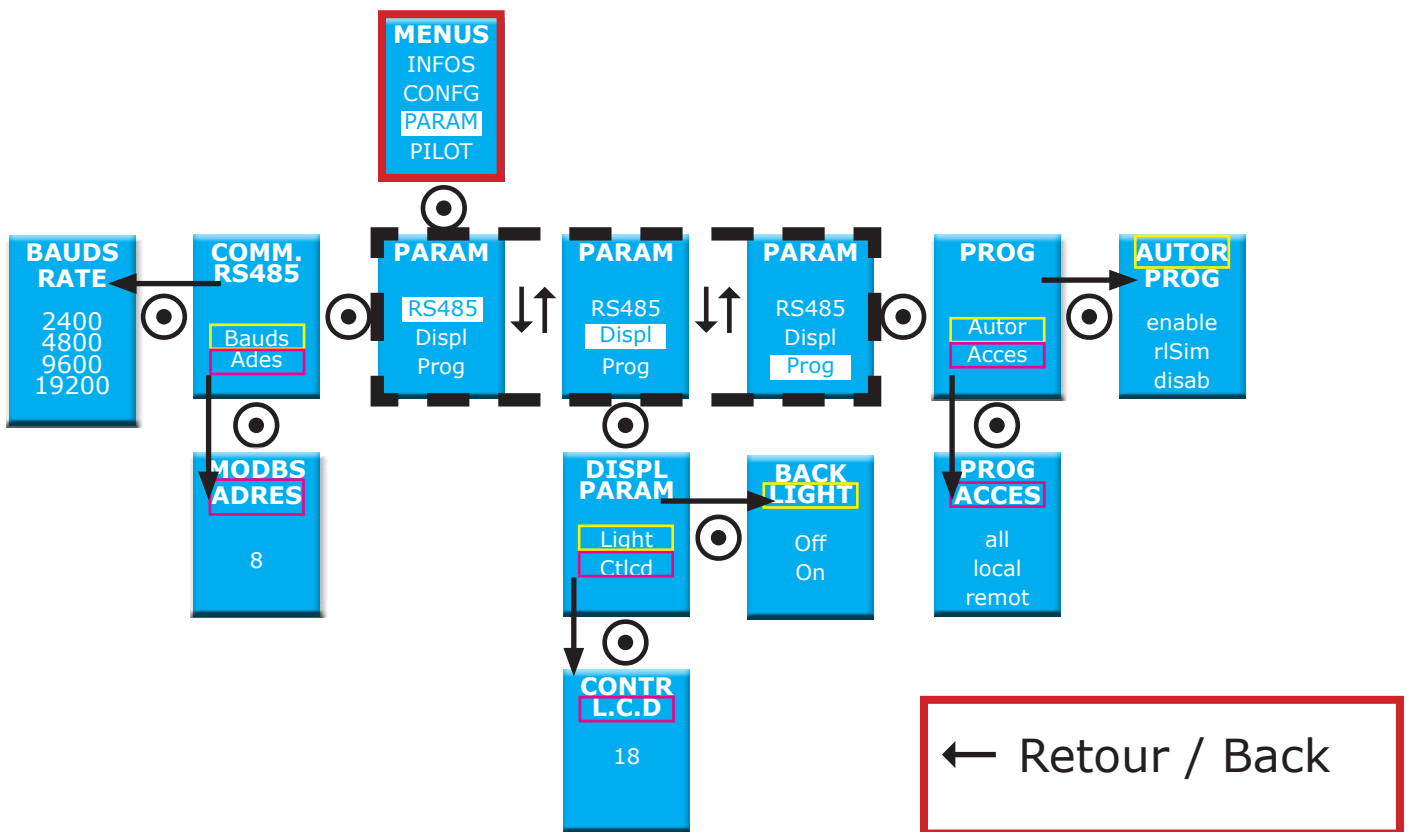 MENUS
INFOS
CONFG
PARAM
PILOT
BAUDS
RATE
2400
4800
9600
19200
COMM.
RS485
Bauds
Ades
PARAM
RS485
Displ
Prog
PARAM
RS485
Displ
Prog
PARAM
RS485
Displ
Prog
PROG
Autor
Acces
AUTOR
PROG
enable
rlSim
disab
MODBS
ADRES
8
DISPL
PARAM
Light
Ctlcd
BACK
LIGHT
Off
On
PROG
ACCES
all
local
remot
CONTR
L.C.D
18
← Retour / Back